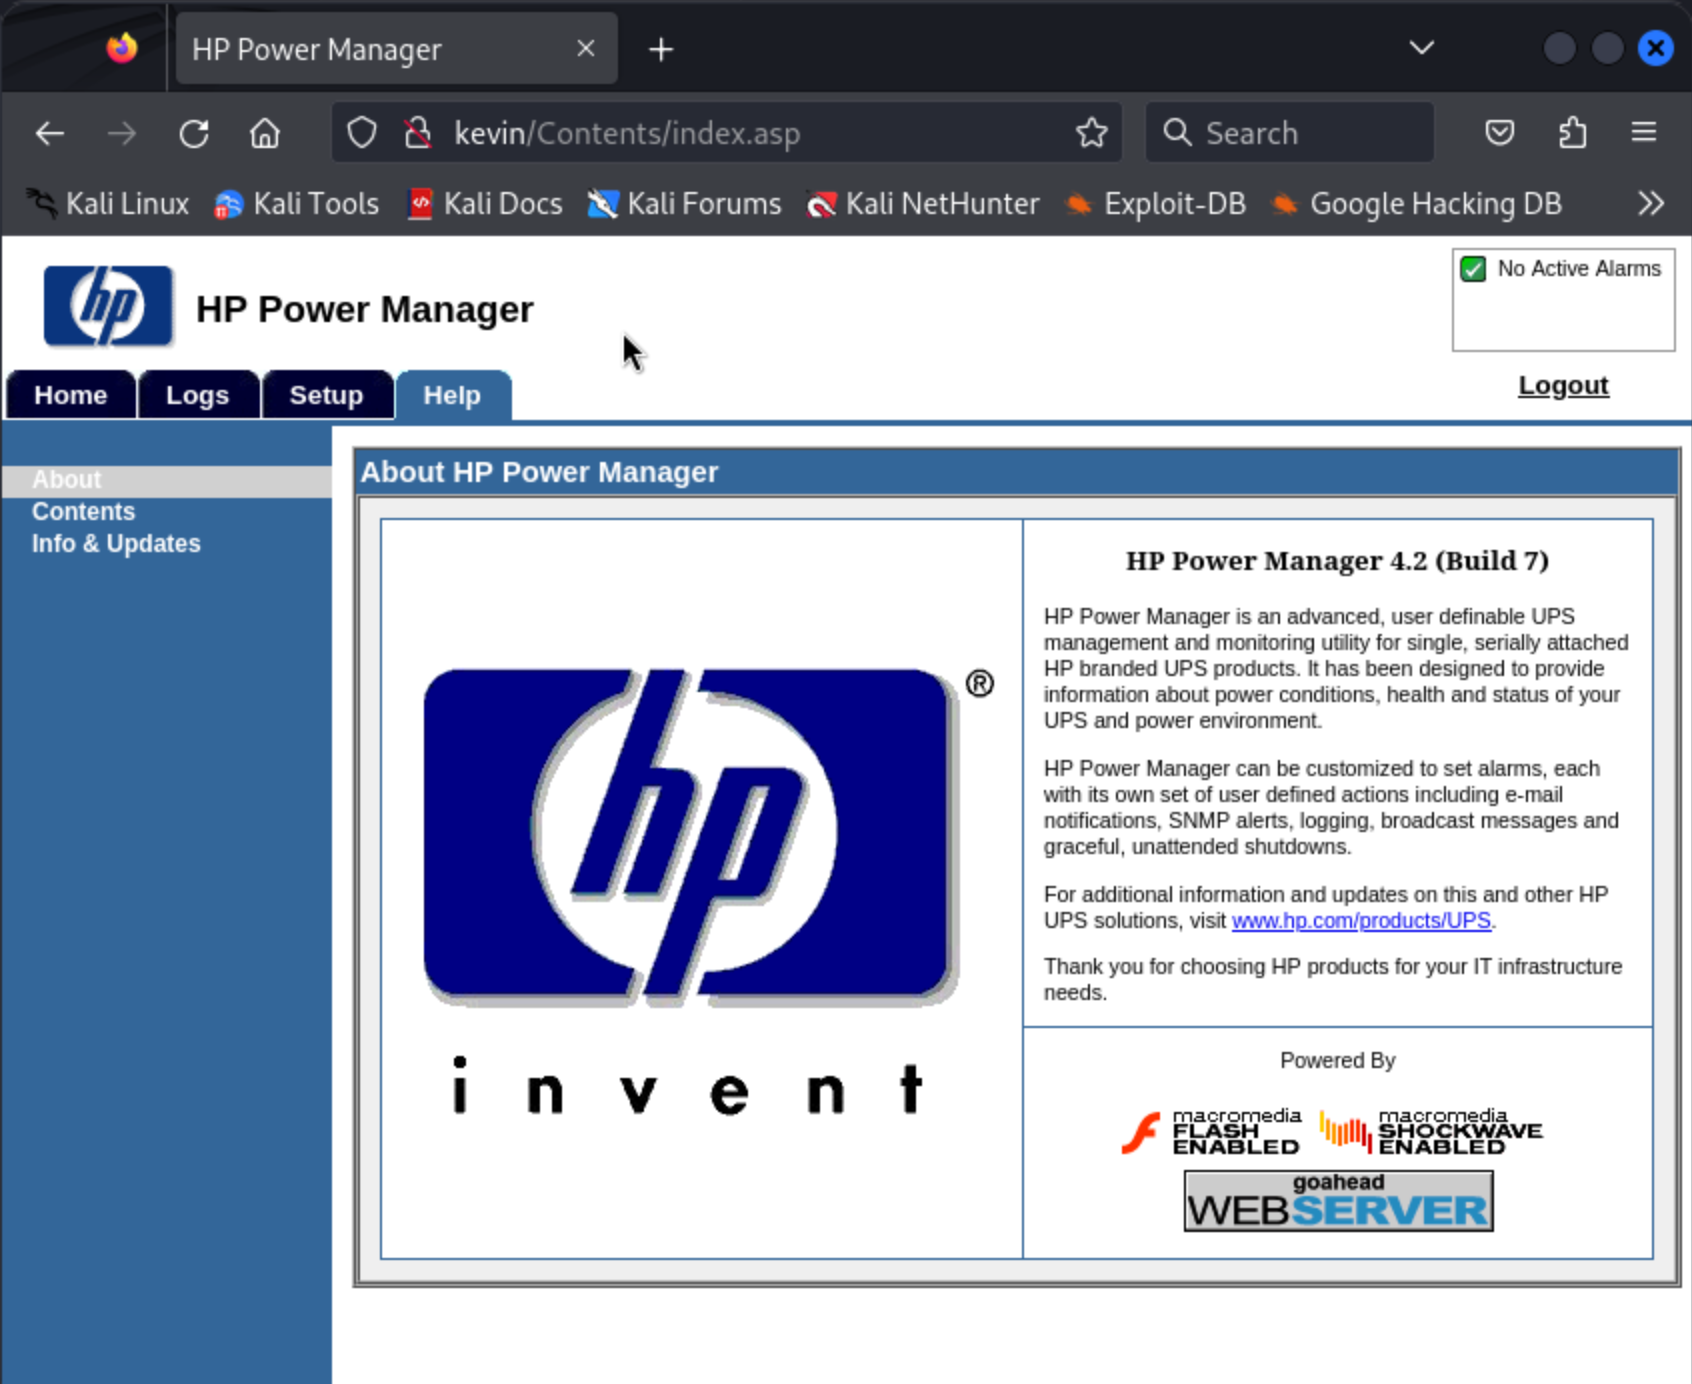 HP Power Manager
kevin/Contents/index.asp
Search
Kali Linux
Kali Tools
Kali Docs
Kali Forums
Kali NetHunter
Exploit-DB
Google Hacking DB
hp
HP Power Manager
No Active Alarms
Home
Logs
Setup
Help
Logout
About
Contents
Info & Updates
About HP Power Manager
hp
®
invent
HP Power Manager 4.2 (Build 7)
HP Power Manager is an advanced, user definable UPS
management and monitoring utility for single, serially attached
HP branded UPS products. It has been designed to provide
information about power conditions, health and status of your
UPS and power environment.
HP Power Manager can be customized to set alarms, each
with its own set of user defined actions including e-mail
notifications, SNMP alerts, logging, broadcast messages and
graceful, unattended shutdowns.
For additional information and updates on this and other HP
UPS solutions, visit www.hp.com/products/UPS.
Thank you for choosing HP products for your IT infrastructure
needs.
Powered By
macromedia
FLASH
ENABLED
macromedia
SHOCKWAVE
ENABLED
goahead
WEBSERVER